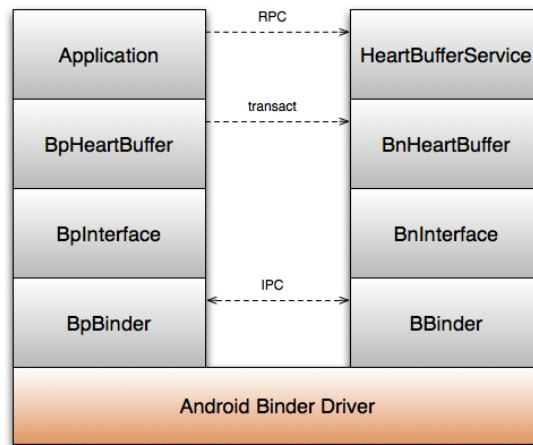 RPC
Application
HeartBufferService
transact
BpHeartBuffer
BnHeartBuffer
BpInterface
BnInterface
IPC
BpBinder
BBinder
Android Binder Driver